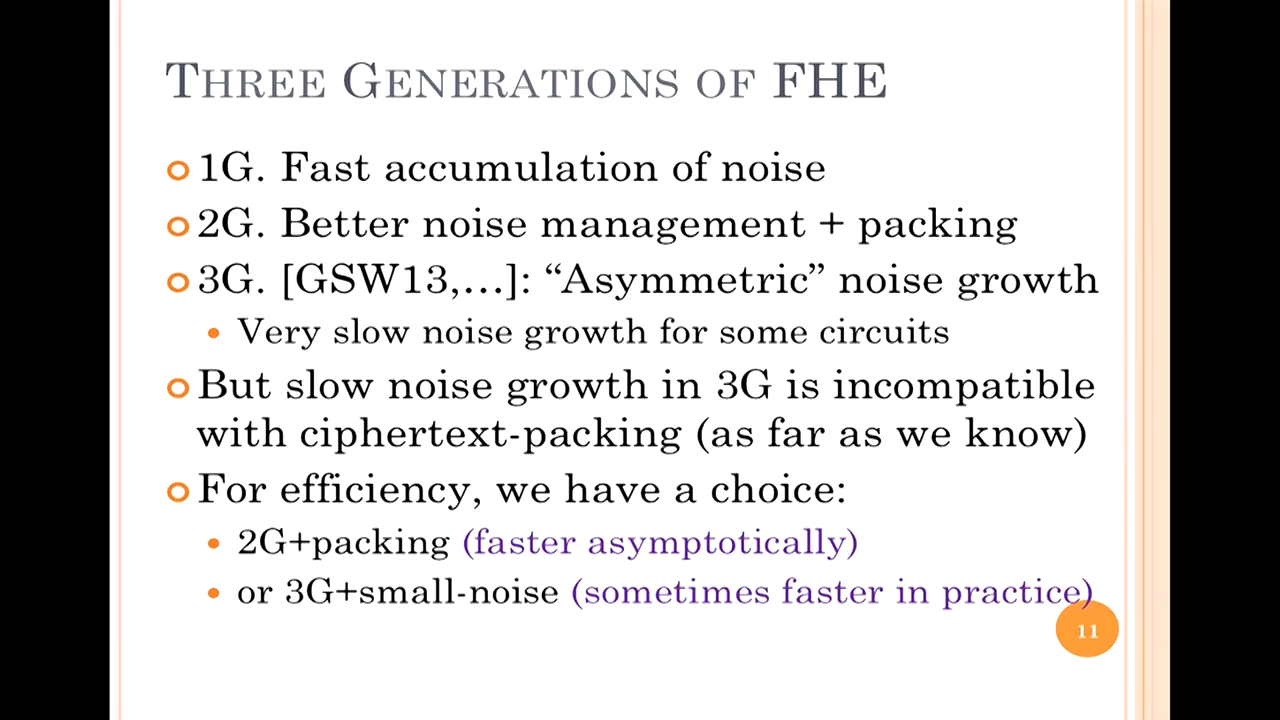 THREE GENERATIONS OF FHE
1G. Fast accumulation of noise
2G. Better noise management + packing
3G. [GSW13,...]: “Asymmetric” noise growth
Very slow noise growth for some circuits
But slow noise growth in 3G is incompatible
with ciphertext-packing (as far as we know)
For efficiency, we have a choice:
2G+packing (faster asymptotically)
or 3G+small-noise (sometimes faster in practice)
11